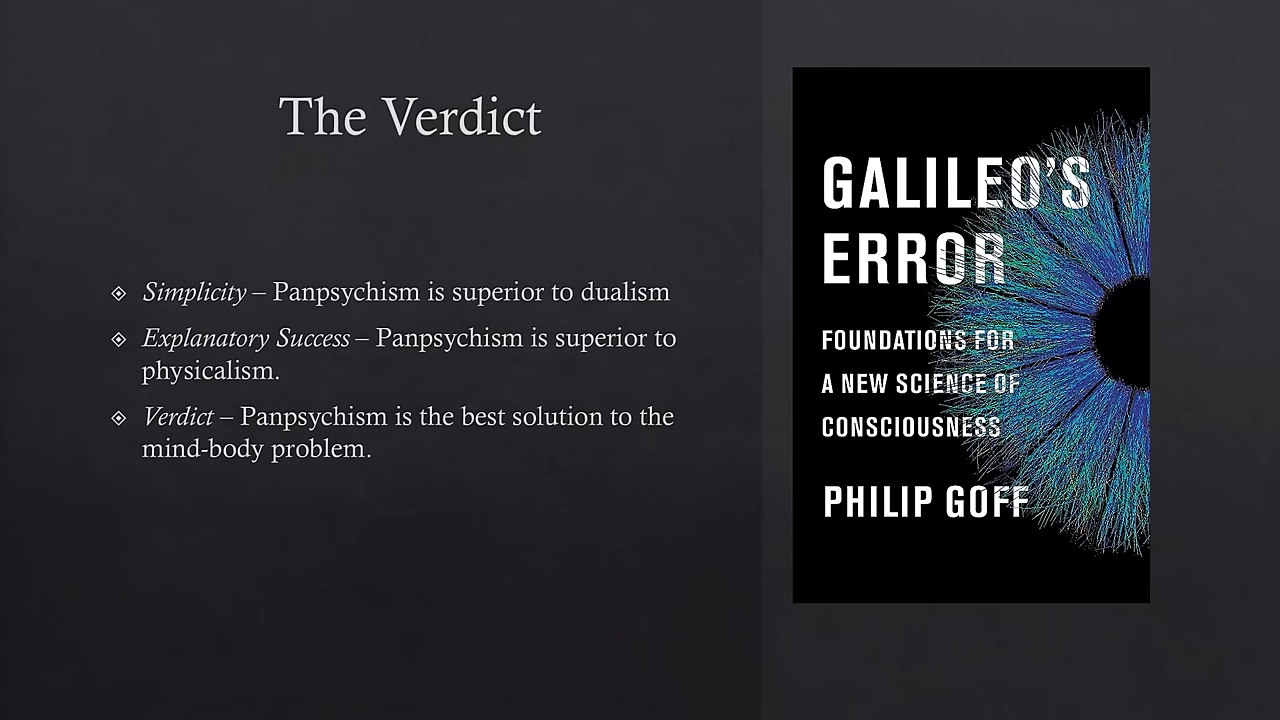 The Verdict
Simplicity – Panpsychism is superior to dualism
Explanatory Success – Panpsychism is superior to
physicalism.
Verdict – Panpsychism is the best solution to the
mind-body problem.
GALILEO'S
ERROR
FOUNDATIONS FOR
A NEW SCIENCE OF
CONSCIOUSNESS
PHILIP GOFF